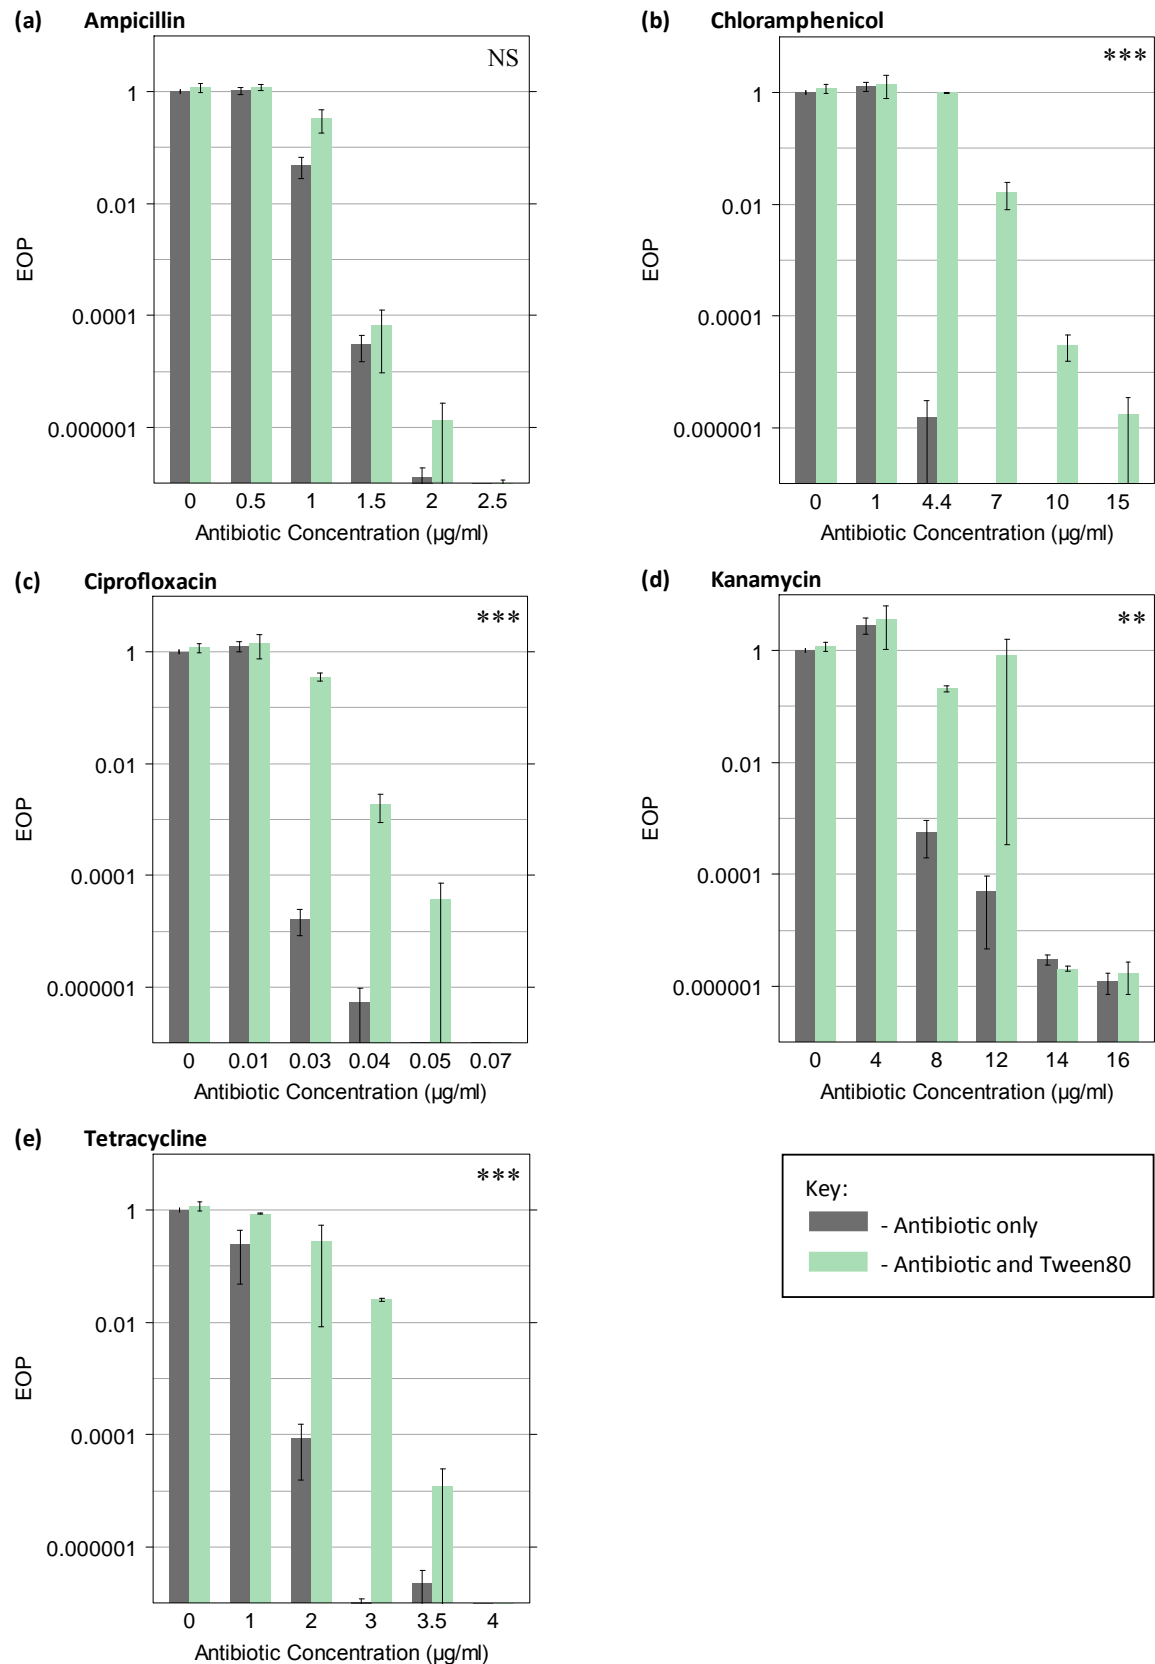 (a) Ampicillin
NS
1
0.01
0.0001
0.000001
EOP
0 0.5 1 1.5 2 2.5
Antibiotic Concentration (µg/ml)
(b) Chloramphenicol
***
1
0.01
0.0001
0.000001
EOP
0 1 4.4 7 10 15
Antibiotic Concentration (µg/ml)
(c) Ciprofloxacin
***
1
0.01
0.0001
0.000001
EOP
0 0.01 0.03 0.04 0.05 0.07
Antibiotic Concentration (µg/ml)
(d) Kanamycin
**
1
0.01
0.0001
0.000001
EOP
0 4 8 12 14 16
Antibiotic Concentration (µg/ml)
(e) Tetracycline
***
1
0.01
0.0001
0.000001
EOP
0 1 2 3 3.5 4
Antibiotic Concentration (µg/ml)
Key:
- Antibiotic only
- Antibiotic and Tween80